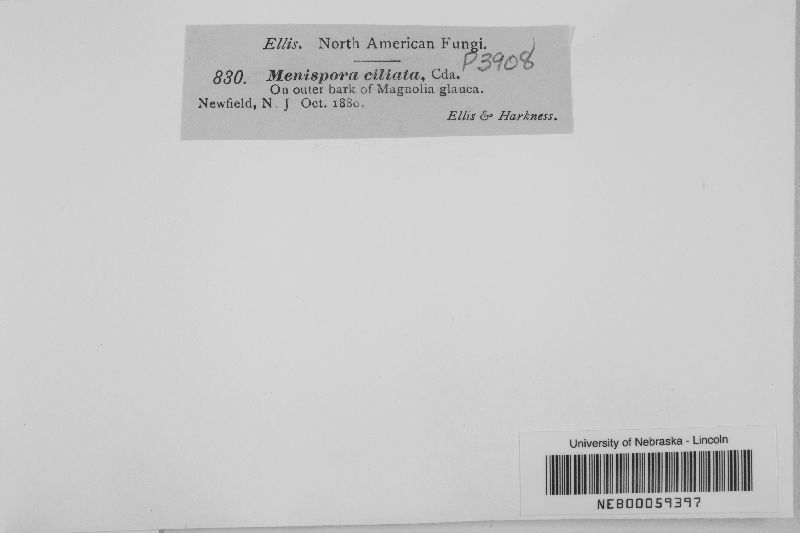 Ellis. North American Fungi.
P3908
830. Menispora ciliata, Cda.
On outer bark of Magnolia glauca.
Newfield, N. J Oct. 1880.
Ellis & Harkness.
University of Nebraska - Lincoln
NEB00059397